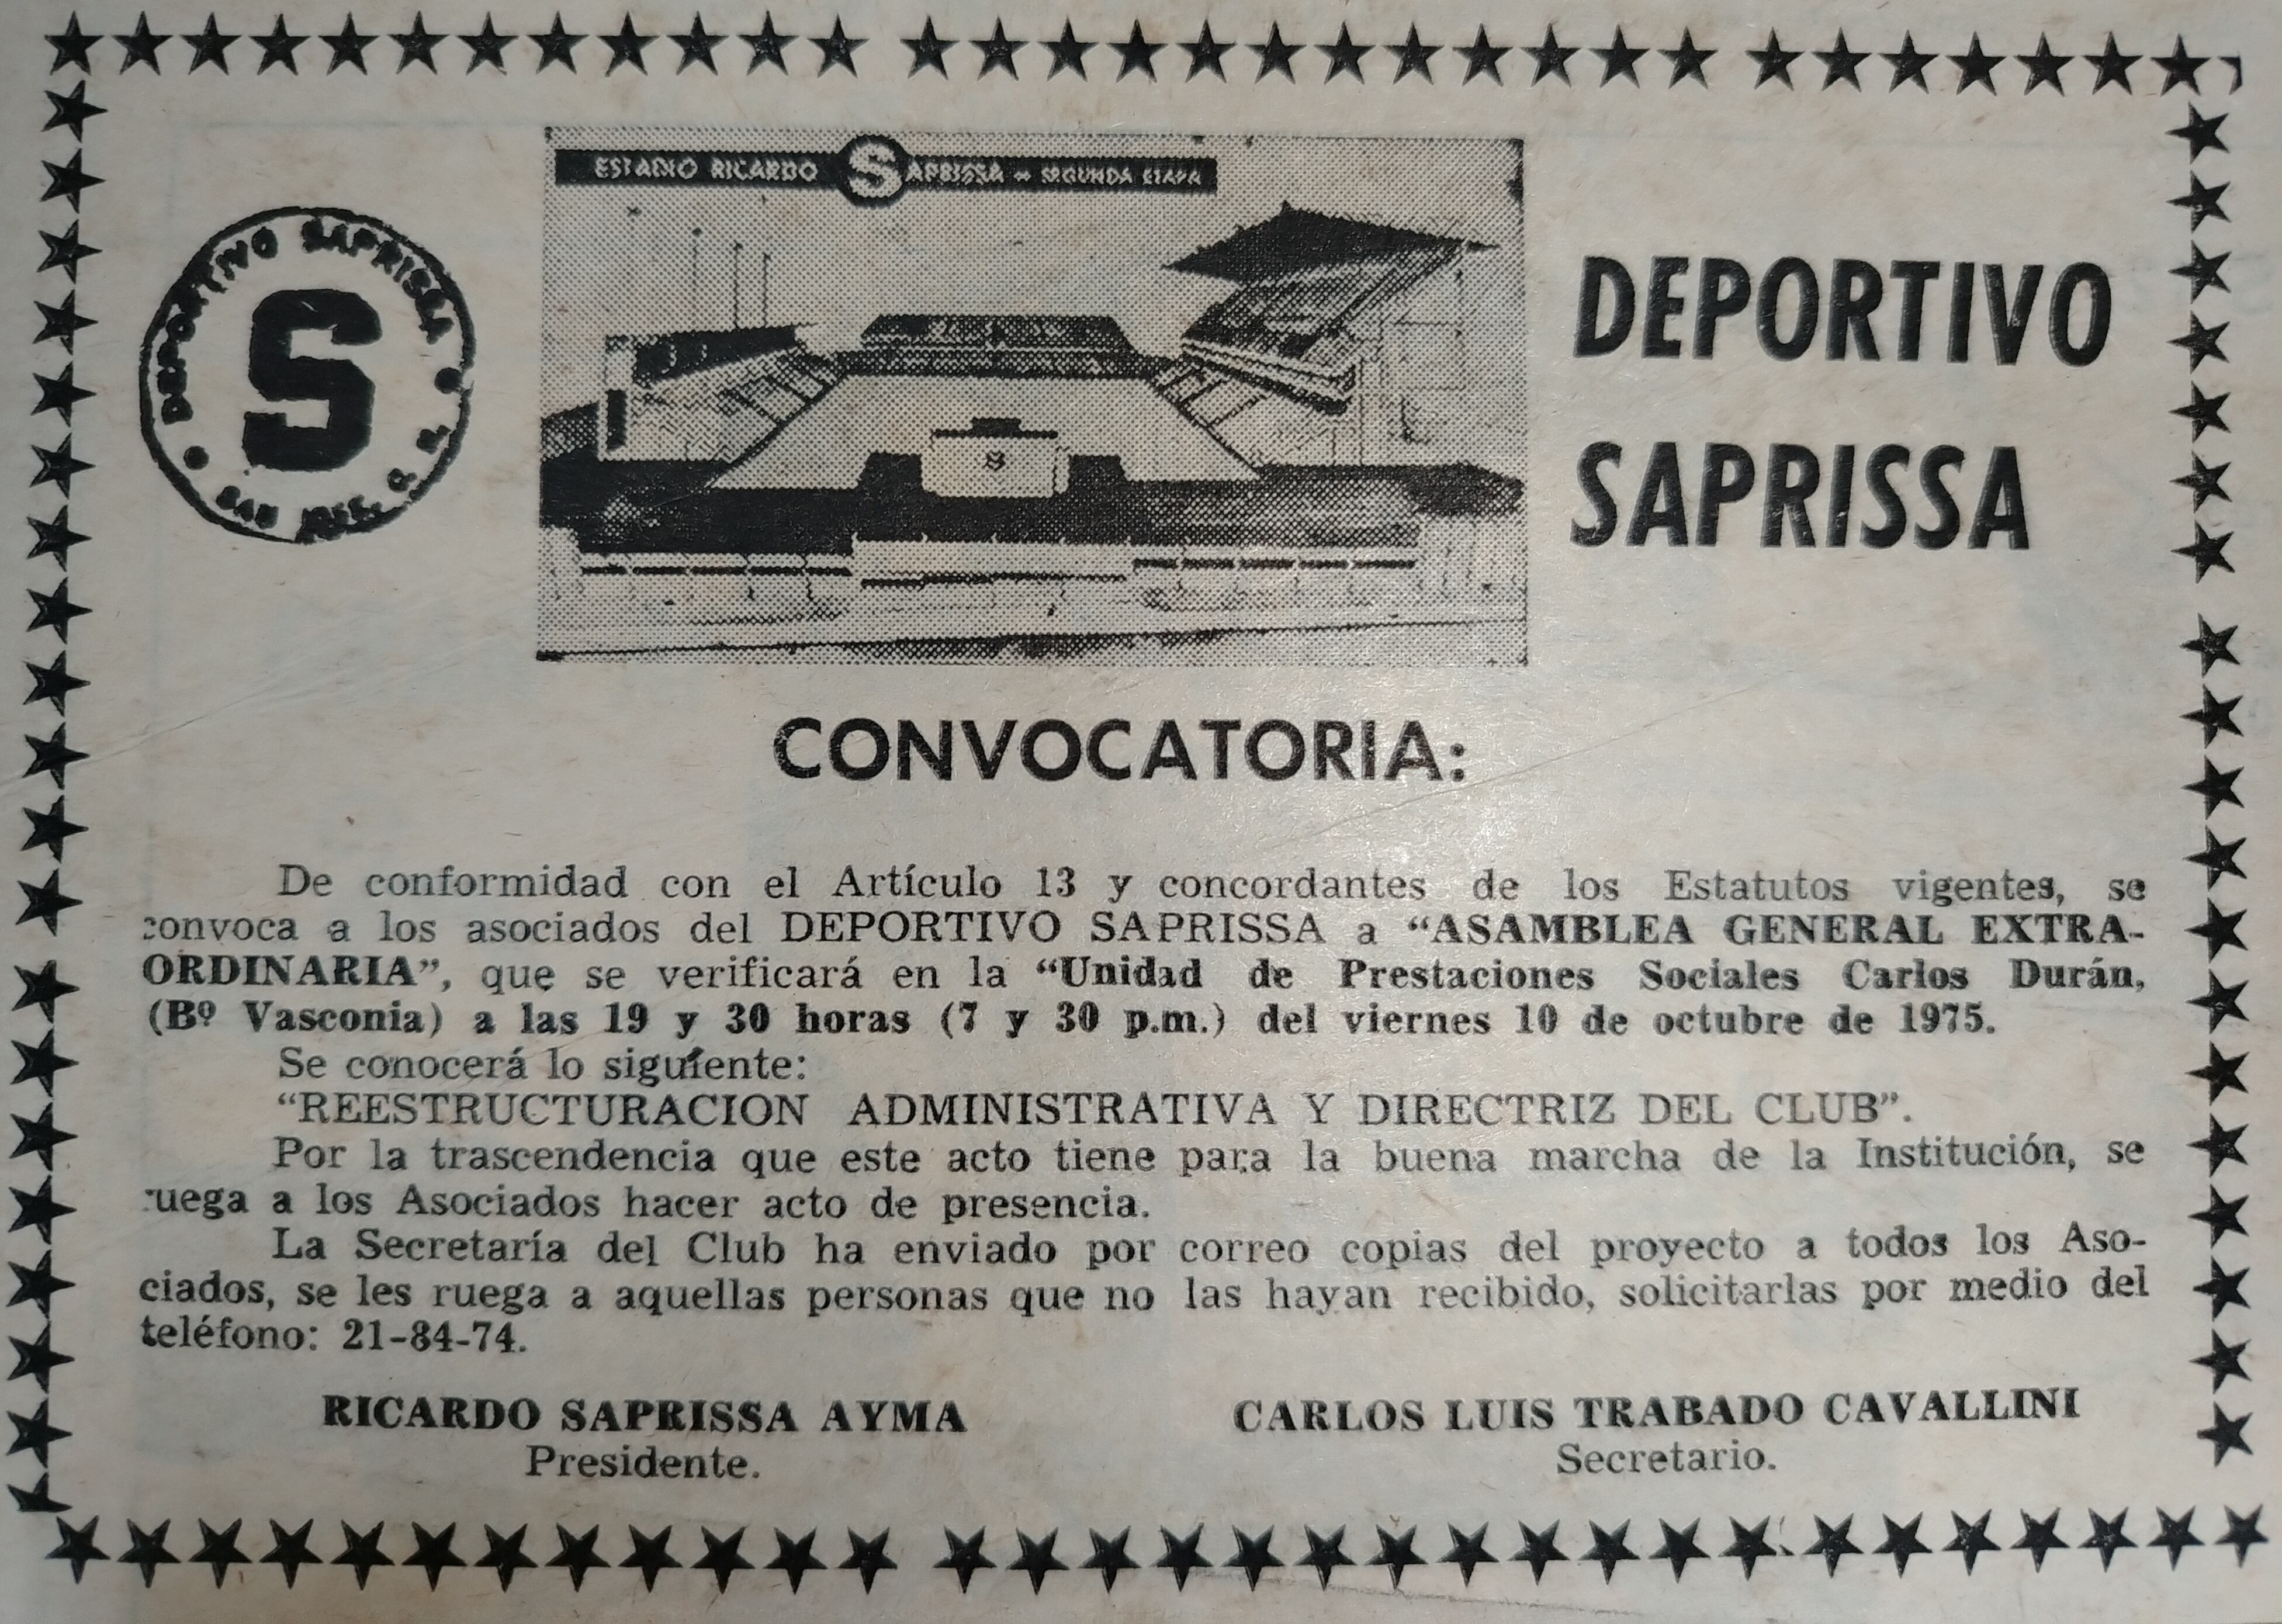 ESTADIO RICARDO SAPRISSA - SEGUNDA ETAPA
DEPORTIVO SAPRISSA
S
SAN JOSE, C. R.
DEPORTIVO
SAPRISSA
CONVOCATORIA:
De conformidad con el Artículo 13 y concordantes de los Estatutos vigentes, se
convoca a los asociados del DEPORTIVO SAPRISSA a “ASAMBLEA GENERAL EXTRA-
ORDINARIA”, que se verificará en la “Unidad de Prestaciones Sociales Carlos Durán,
(Bº Vasconia) a las 19 y 30 horas (7 y 30 p.m.) del viernes 10 de octubre de 1975.
Se conocerá lo siguiente:
“REESTRUCTURACION ADMINISTRATIVA Y DIRECTRIZ DEL CLUB”.
Por la trascendencia que este acto tiene para la buena marcha de la Institución, se
ruega a los Asociados hacer acto de presencia.
La Secretaría del Club ha enviado por correo copias del proyecto a todos los Aso-
ciados, se les ruega a aquellas personas que no las hayan recibido, solicitarlas por medio del
teléfono: 21-84-74.
RICARDO SAPRISSA AYMA
Presidente.
CARLOS LUIS TRABADO CAVALLINI
Secretario.